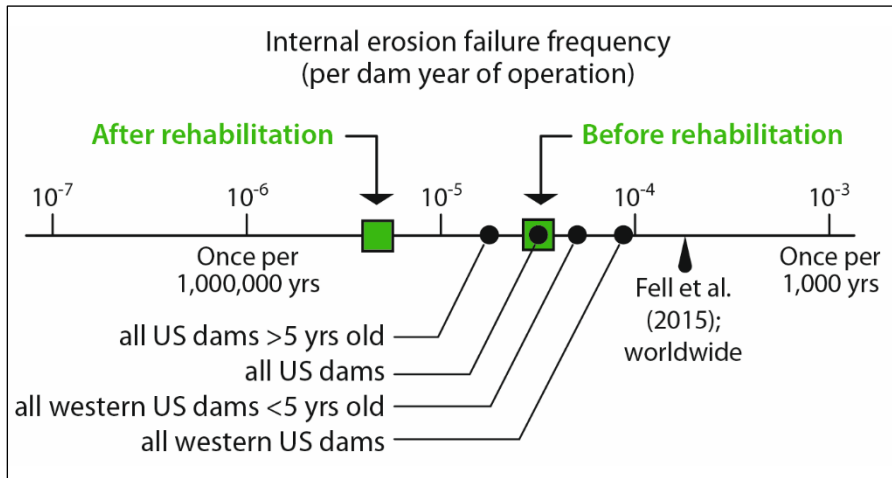 Internal erosion failure frequency
(per dam year of operation)
After rehabilitation
Before rehabilitation
10-7
10-6
10-5
10-4
10-3
Once per
1,000,000 yrs
Once per
1,000 yrs
Fell et al.
(2015);
worldwide
all US dams >5 yrs old
all US dams
all western US dams <5 yrs old
all western US dams